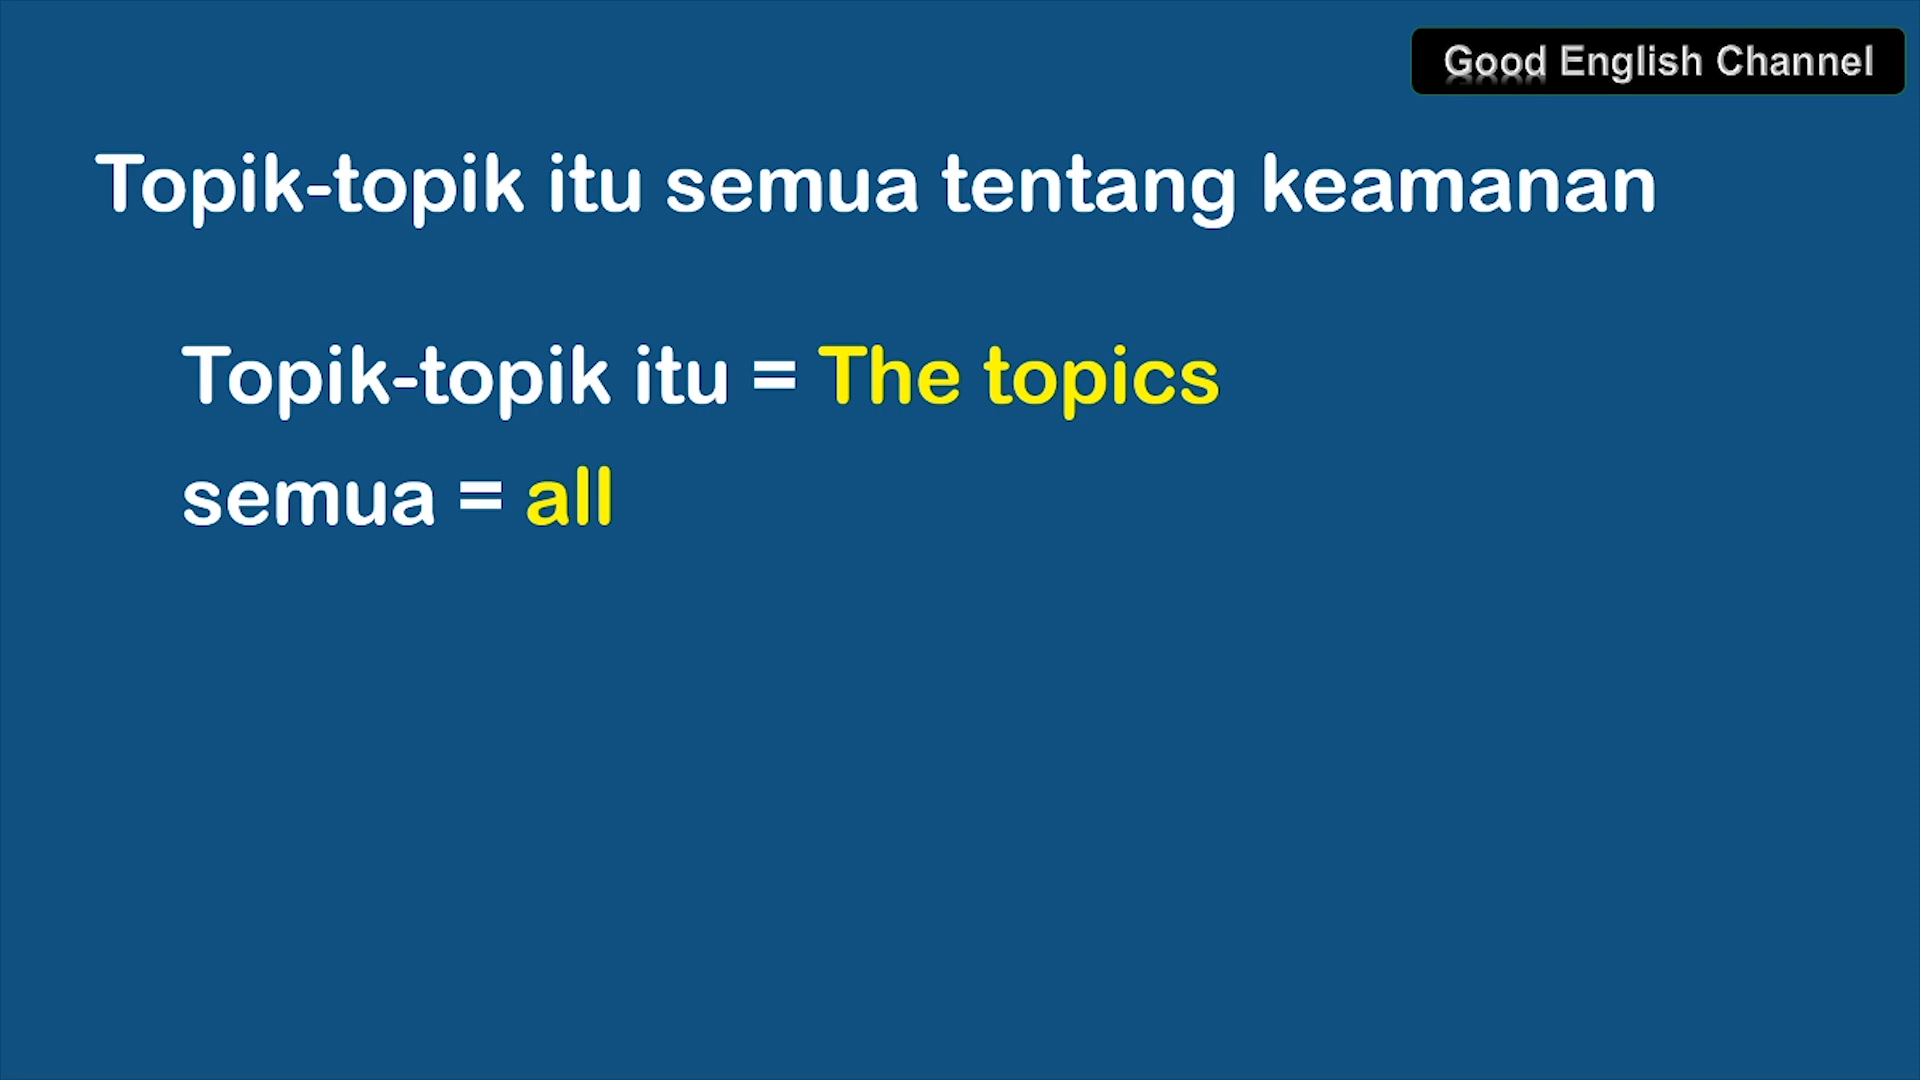 Good English Channel
Topik-topik itu semua tentang keamanan
Topik-topik itu = The topics
semua = all